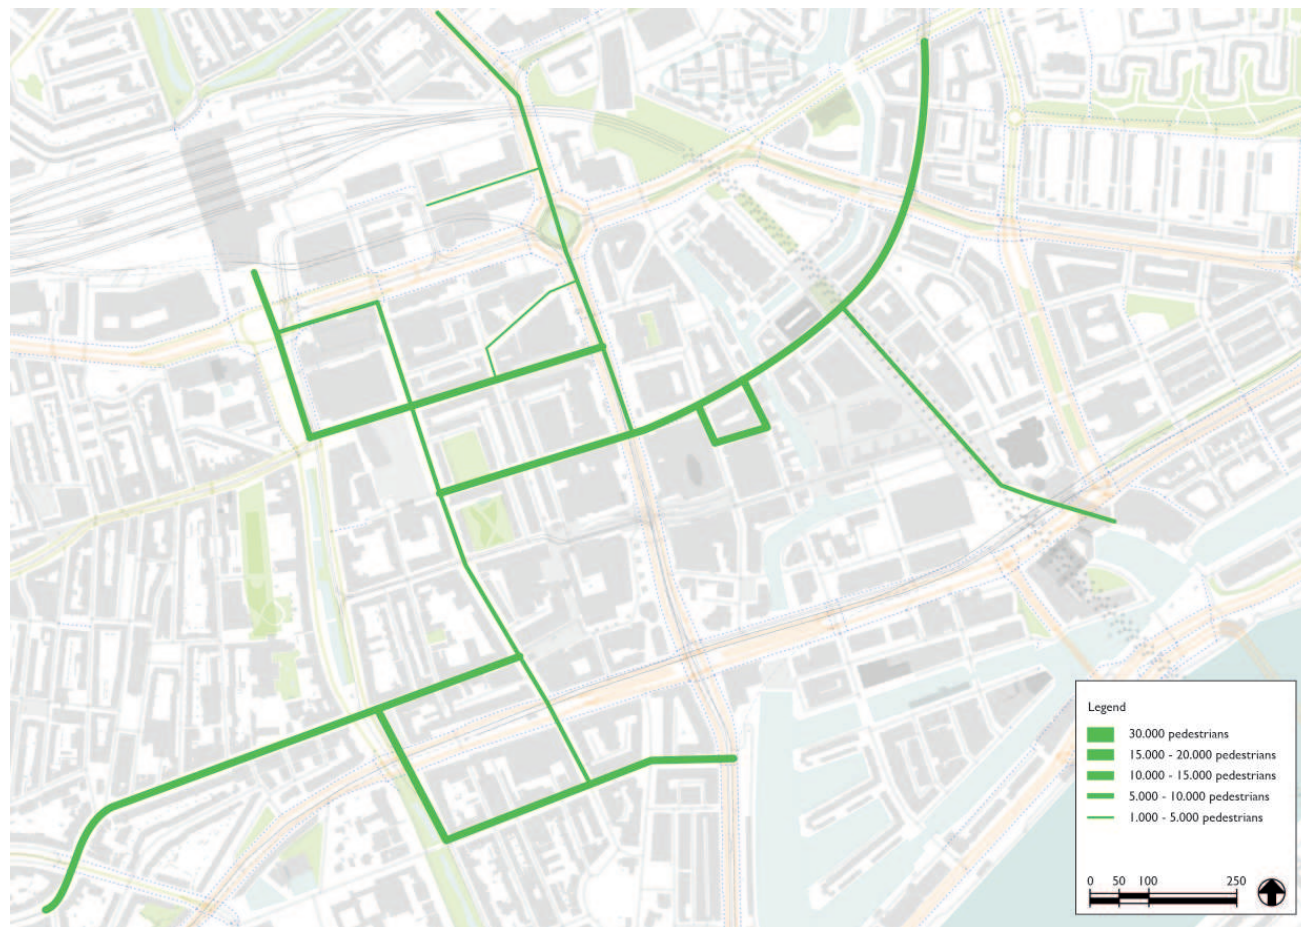 Legend
30.000 pedestrians
15.000 - 20.000 pedestrians
10.000 - 15.000 pedestrians
5.000 - 10.000 pedestrians
1.000 - 5.000 pedestrians
0 50 100 250